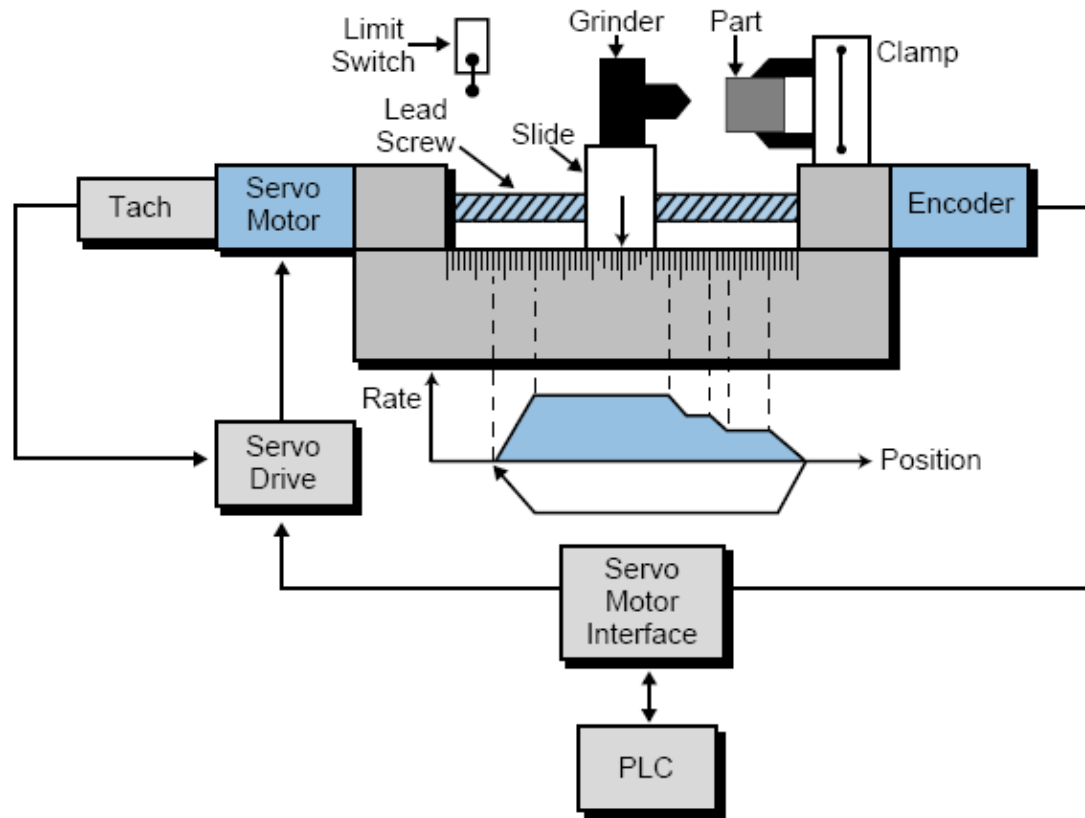 Limit
Switch
Grinder
Part
Clamp
Lead
Screw
Slide
Tach
Servo
Motor
Encoder
Rate
Position
Servo
Drive
Servo
Motor
Interface
PLC